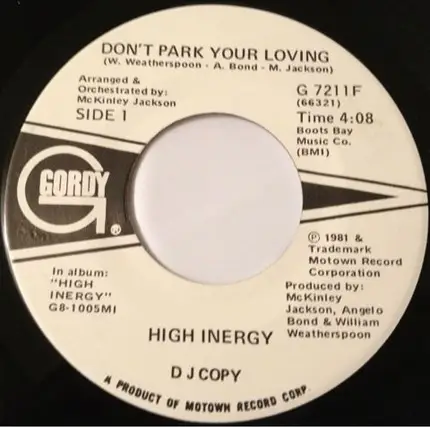 DON'T PARK YOUR LOVING
(W. Weatherspoon - A. Bond - M. Jackson)
Arranged &
Orchestrated by:
McKinley Jackson
SIDE 1
G 7211F
(66321)
Time 4:08
Boots Bay
Music Co.
(BMI)
GORDY
G
®
℗ 1981 &
Trademark
Motown Record
Corporation
In album:
"HIGH
INERGY"
G8-1005MI
Produced by:
McKinley
Jackson, Angelo
Bond & William
Weatherspoon
HIGH INERGY
D J COPY
A PRODUCT OF MOTOWN RECORD CORP.